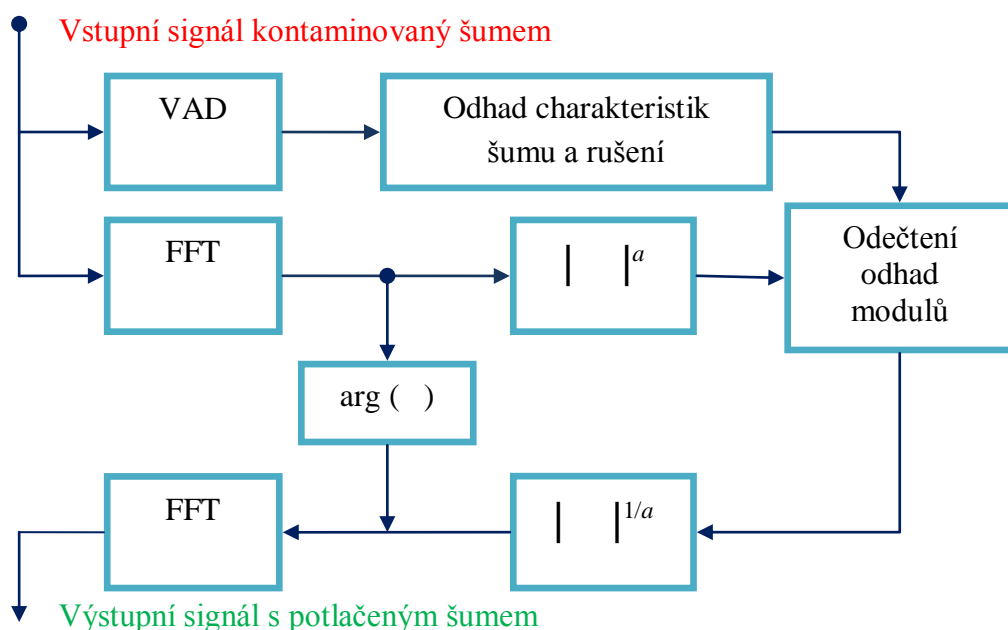 Vstupní signál kontaminovaný šumem
VAD
Odhad charakteristik
šumu a rušení
FFT
| |ᵃ
Odečtení
odhad
modulů
arg ( )
FFT
| |¹/ᵃ
Výstupní signál s potlačeným šumem